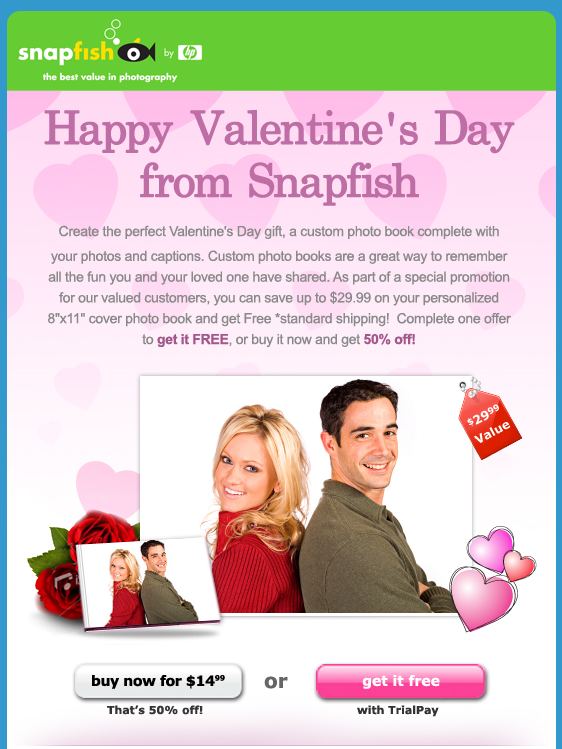 snapfish by hp
the best value in photography
Happy Valentine's Day
from Snapfish
Create the perfect Valentine's Day gift, a custom photo book complete with
your photos and captions. Custom photo books are a great way to remember
all the fun you and your loved one have shared. As part of a special promotion
for our valued customers, you can save up to $29.99 on your personalized
8"x11" cover photo book and get Free *standard shipping!  Complete one offer
to get it FREE, or buy it now and get 50% off!
$29.99
Value
buy now for $14.99 or get it free
That's 50% off! with TrialPay